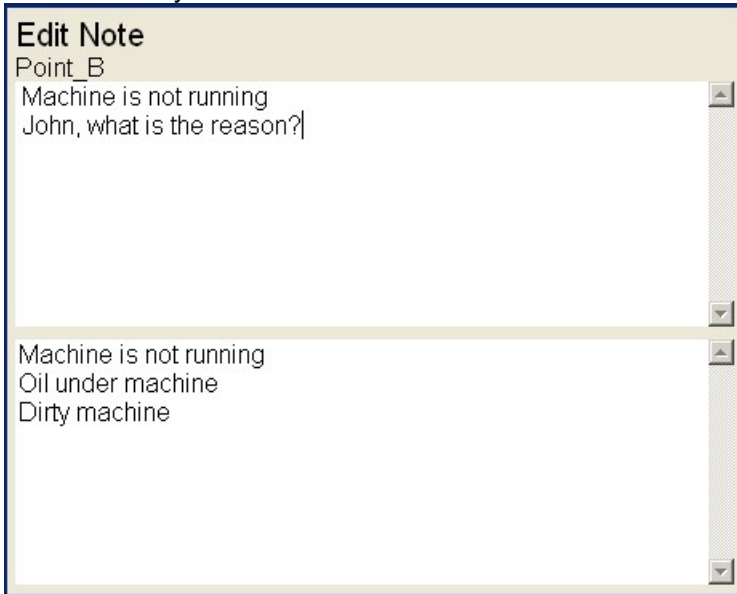 Edit Note
Point_B
Machine is not running
John, what is the reason?
Machine is not running
Oil under machine
Dirty machine